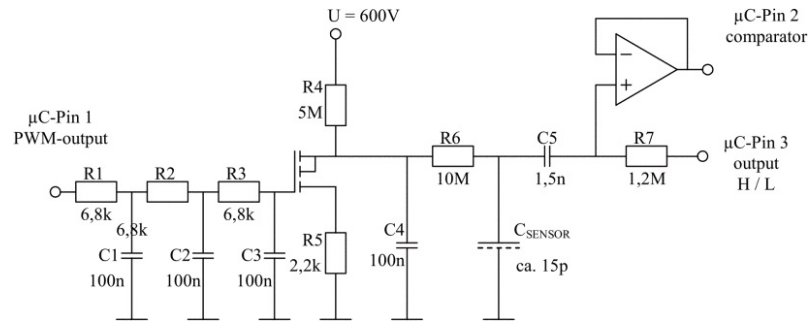 U = 600V
µC-Pin 2
comparator
R4
5M
µC-Pin 1
PWM-output
R6
10M
C5
1,5n
R7
1,2M
µC-Pin 3
output
H / L
R1
6,8k
R2
6,8k
R3
6,8k
C1
100n
C2
100n
C3
100n
R5
2,2k
C4
100n
CSENSOR
ca. 15p